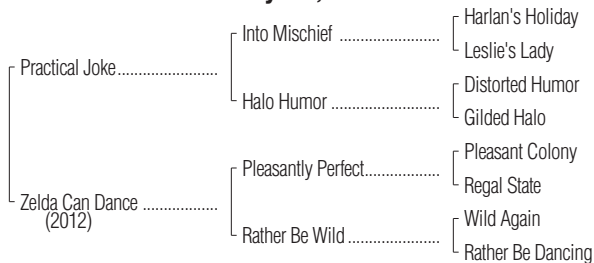 Harlan's Holiday
Into Mischief ....................
Leslie's Lady
Practical Joke......................
Distorted Humor
Halo Humor ......................
Gilded Halo
Pleasant Colony
Pleasantly Perfect...............
Regal State
Zelda Can Dance ................
(2012)
Wild Again
Rather Be Wild ..................
Rather Be Dancing